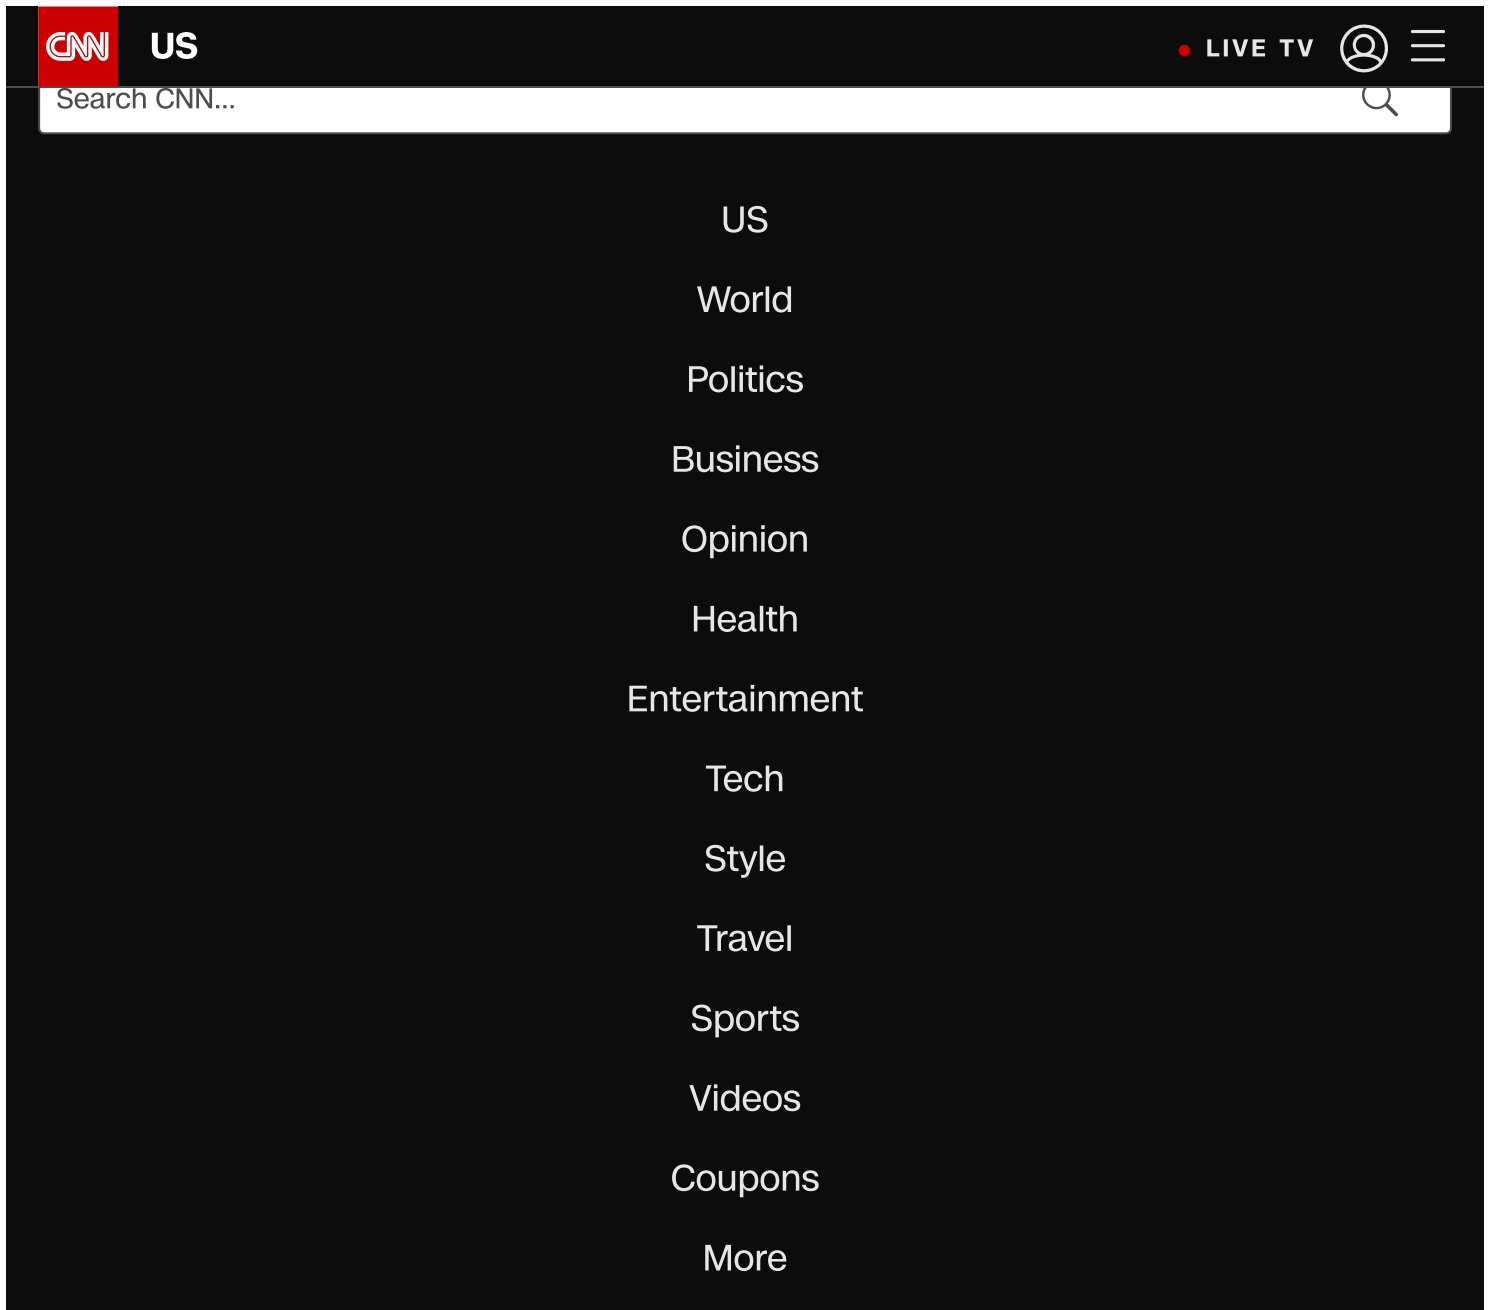 CNN US LIVE TV
Search CNN...
US
World
Politics
Business
Opinion
Health
Entertainment
Tech
Style
Travel
Sports
Videos
Coupons
More